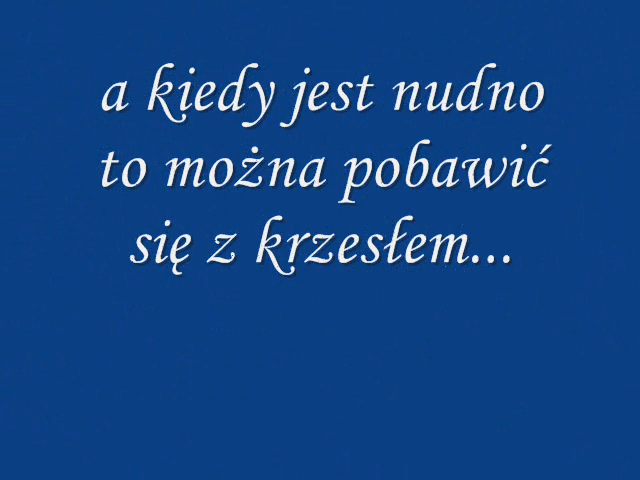 a kiedy jest nudno
to można pobawić
się z krzesłem...